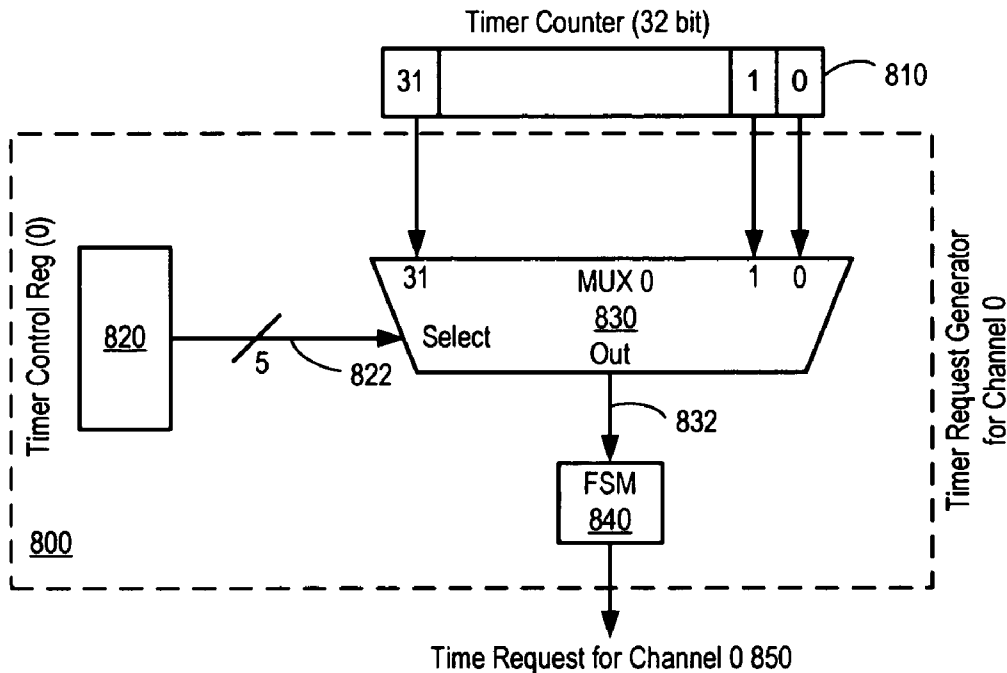 Timer Counter (32 bit)
31
1
0
810
Timer Control Reg (0)
820
5
822
31
MUX 0
1
0
830
Select
Out
832
FSM
840
800
Timer Request Generator
for Channel 0
Time Request for Channel 0 850